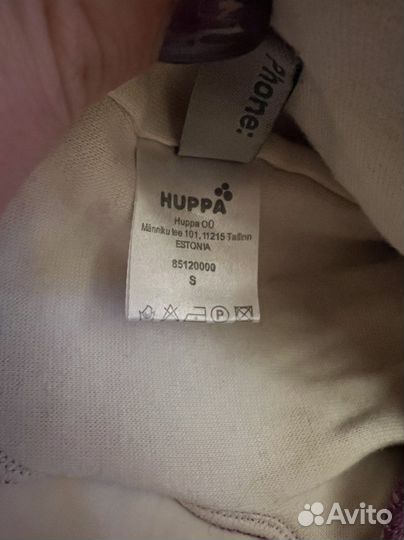 Phone:
HUPPA
Huppa OÜ
Männiku tee 101, 11215 Tallinn
ESTONIA
85120000
S
P
Avito